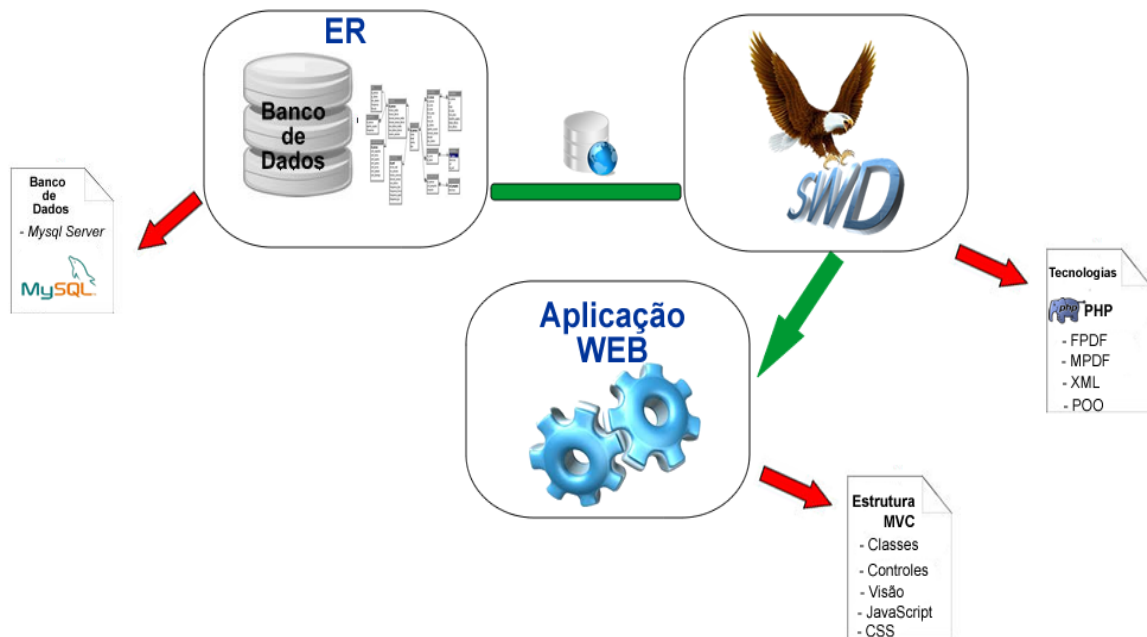 ER
Banco
de
Dados
SWD
Banco
de
Dados
- Mysql Server
MySQL
Aplicação
WEB
Tecnologias
php PHP
- FPDF
- MPDF
- XML
- POO
Estrutura
MVC
- Classes
- Controles
- Visão
- JavaScript
- CSS